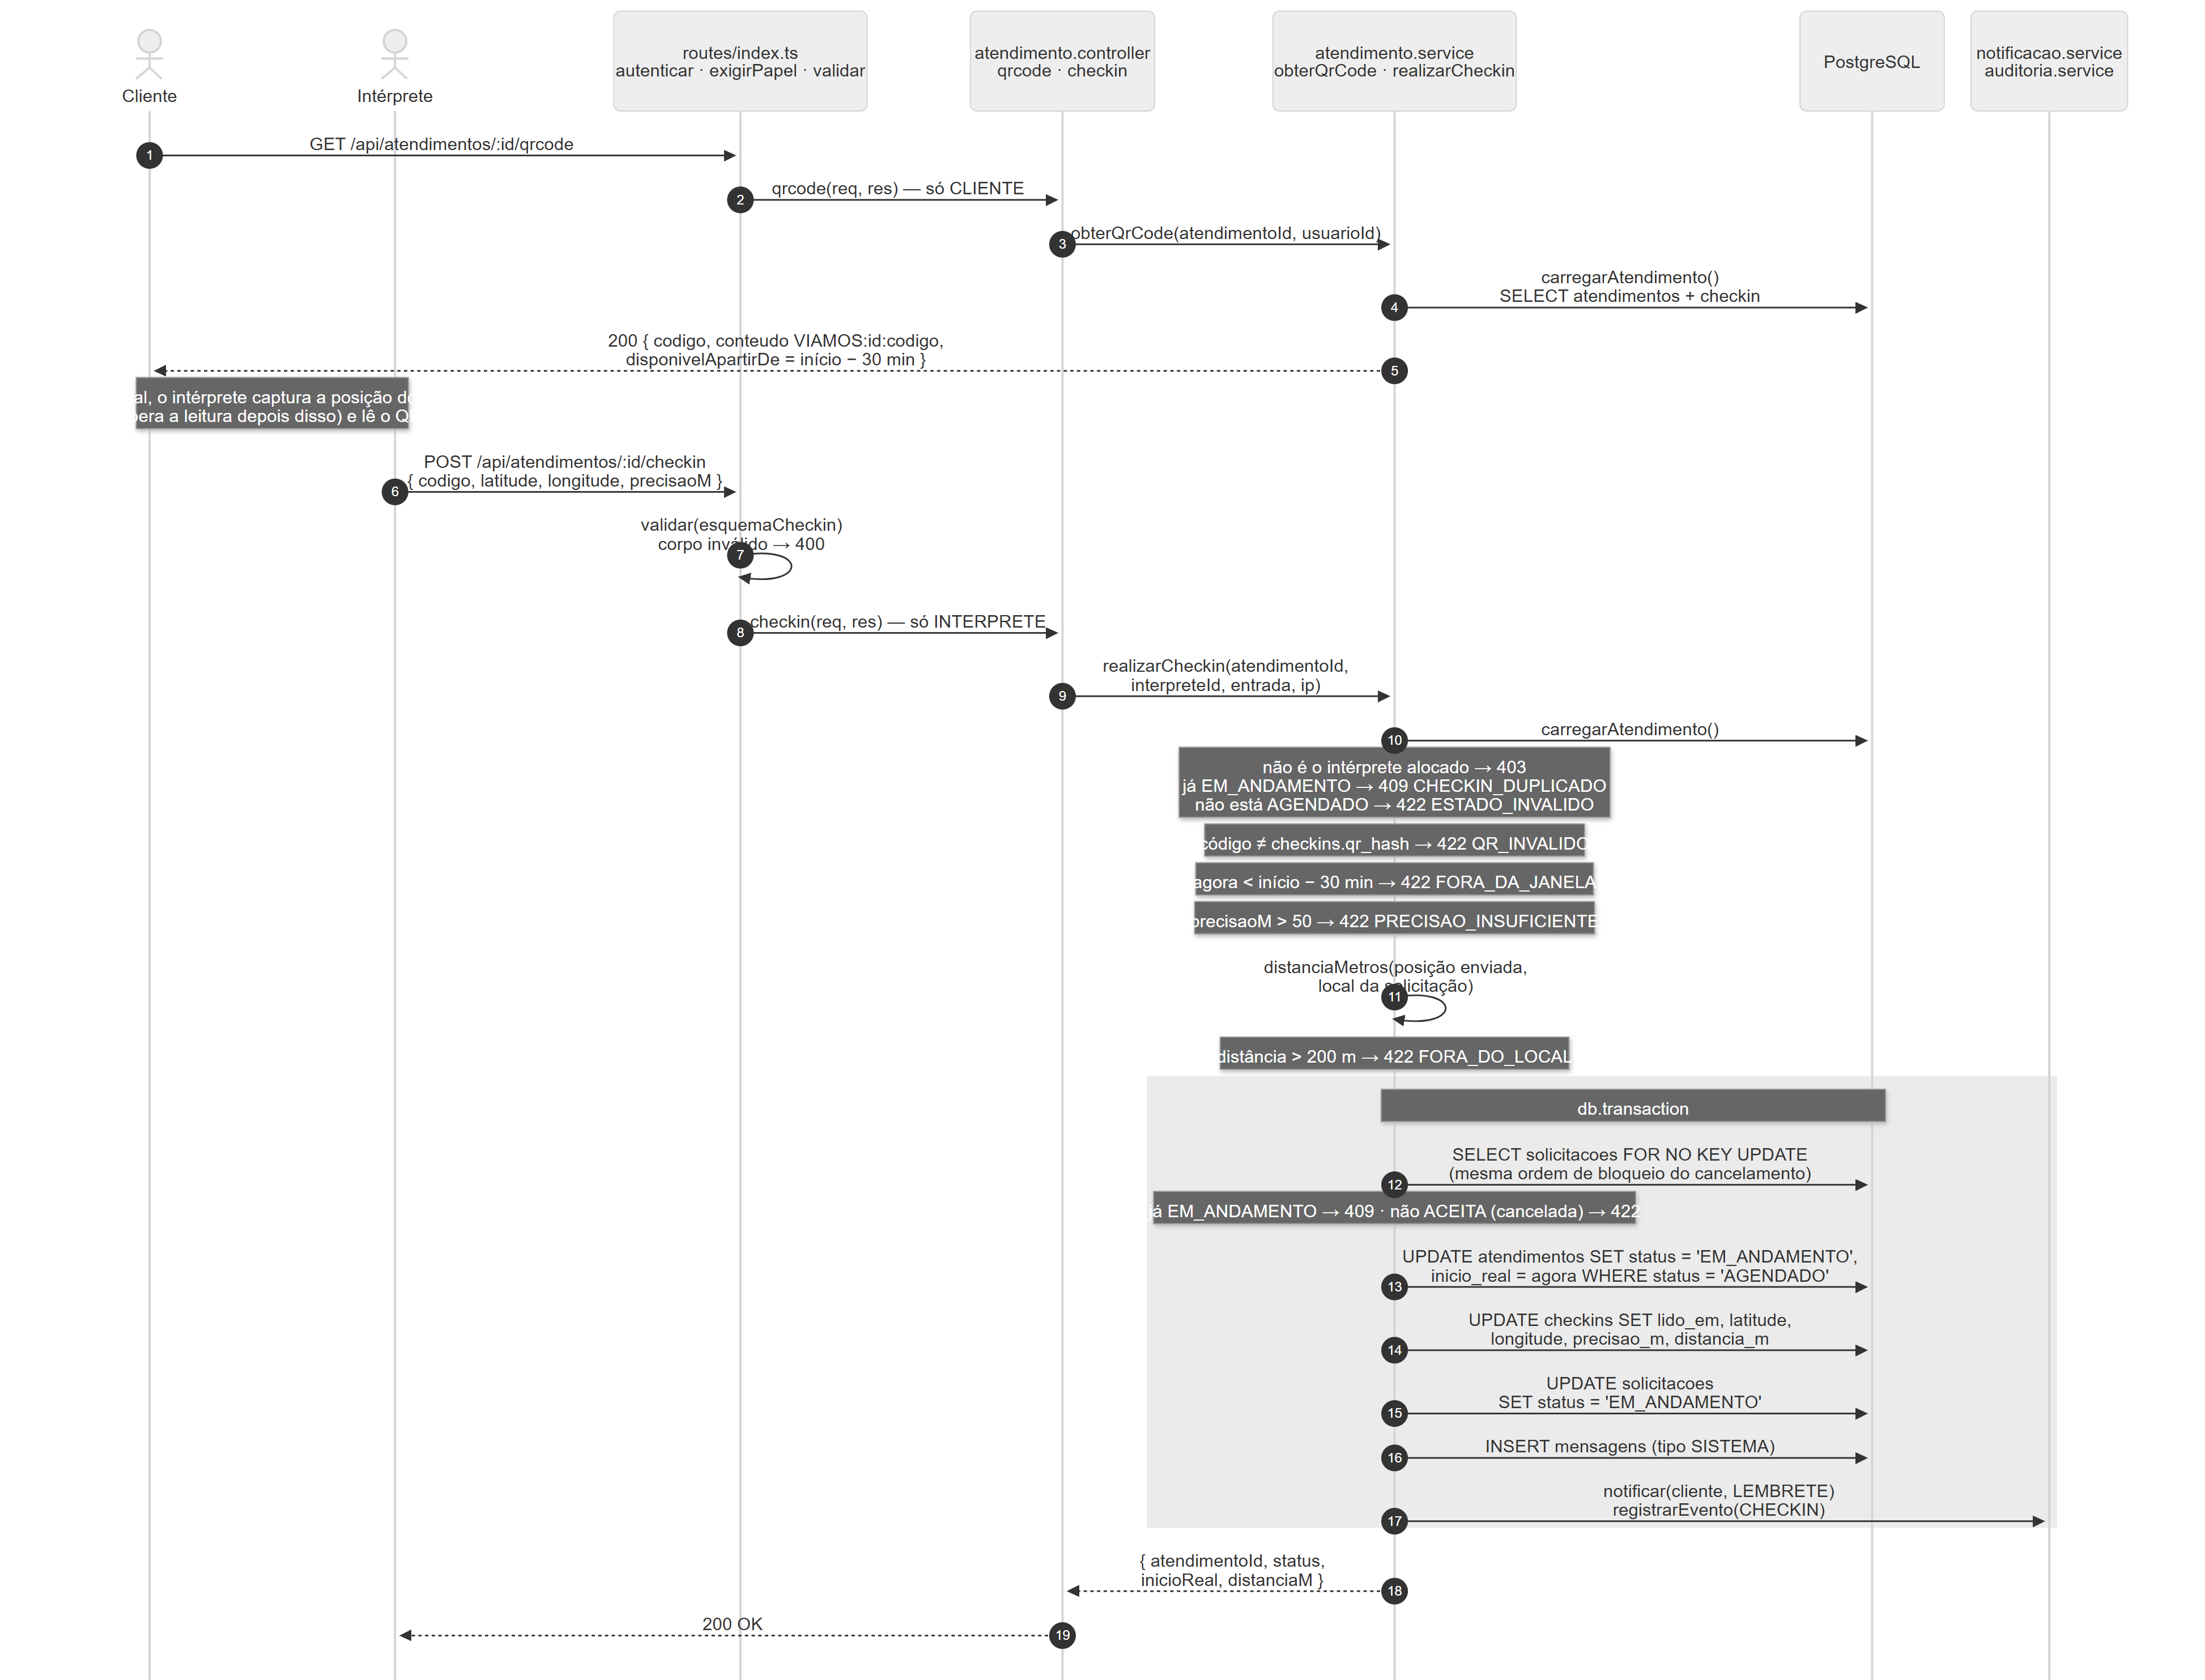 Cliente
Intérprete
routes/index.ts
autenticar · exigirPapel · validar
atendimento.controller
qrcode · checkin
atendimento.service
obterQrCode · realizarCheckin
PostgreSQL
notificacao.service
auditoria.service
1
GET /api/atendimentos/:id/qrcode
2
qrcode(req, res) — só CLIENTE
3
obterQrCode(atendimentoId, usuarioId)
4
carregarAtendimento()
SELECT atendimentos + checkin
5
200 { codigo, conteudo VIAMOS:id:codigo,
disponivelApartirDe = início − 30 min }
al, o intérprete captura a posição do
pera a leitura depois disso) e lê o Q
6
POST /api/atendimentos/:id/checkin
{ codigo, latitude, longitude, precisaoM }
7
validar(esquemaCheckin)
corpo inválido → 400
8
checkin(req, res) — só INTERPRETE
9
realizarCheckin(atendimentoId,
interpreteId, entrada, ip)
10
carregarAtendimento()
não é o intérprete alocado → 403
já EM_ANDAMENTO → 409 CHECKIN_DUPLICADO
não está AGENDADO → 422 ESTADO_INVALIDO
código ≠ checkins.qr_hash → 422 QR_INVALIDO
agora < início − 30 min → 422 FORA_DA_JANELA
precisaoM > 50 → 422 PRECISAO_INSUFICIENTE
11
distanciaMetros(posição enviada,
local da solicitação)
distância > 200 m → 422 FORA_DO_LOCAL
db.transaction
12
SELECT solicitacoes FOR NO KEY UPDATE
(mesma ordem de bloqueio do cancelamento)
já EM_ANDAMENTO → 409 · não ACEITA (cancelada) → 422
13
UPDATE atendimentos SET status = 'EM_ANDAMENTO',
inicio_real = agora WHERE status = 'AGENDADO'
14
UPDATE checkins SET lido_em, latitude,
longitude, precisao_m, distancia_m
15
UPDATE solicitacoes
SET status = 'EM_ANDAMENTO'
16
INSERT mensagens (tipo SISTEMA)
17
notificar(cliente, LEMBRETE)
registrarEvento(CHECKIN)
18
{ atendimentoId, status,
inicioReal, distanciaM }
19
200 OK